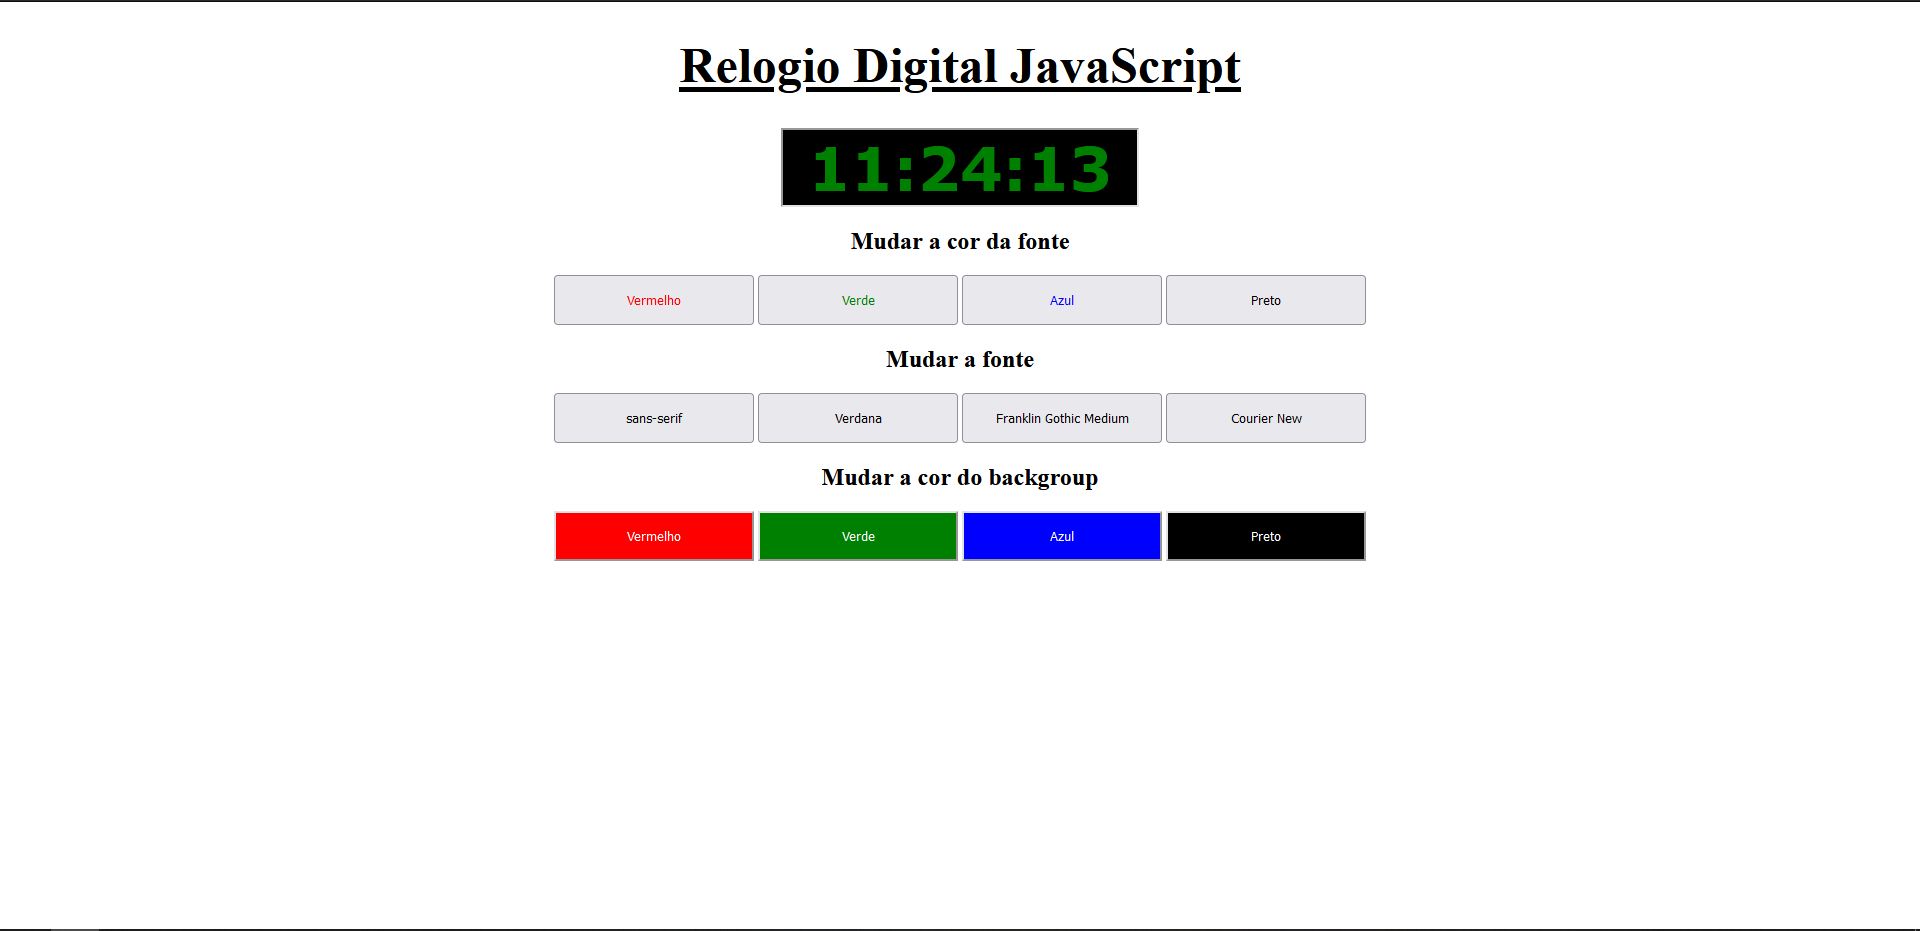 Relogio Digital JavaScript
11:24:13
Mudar a cor da fonte
Vermelho Verde Azul Preto
Mudar a fonte
sans-serif Verdana Franklin Gothic Medium Courier New
Mudar a cor do backgroup
Vermelho Verde Azul Preto